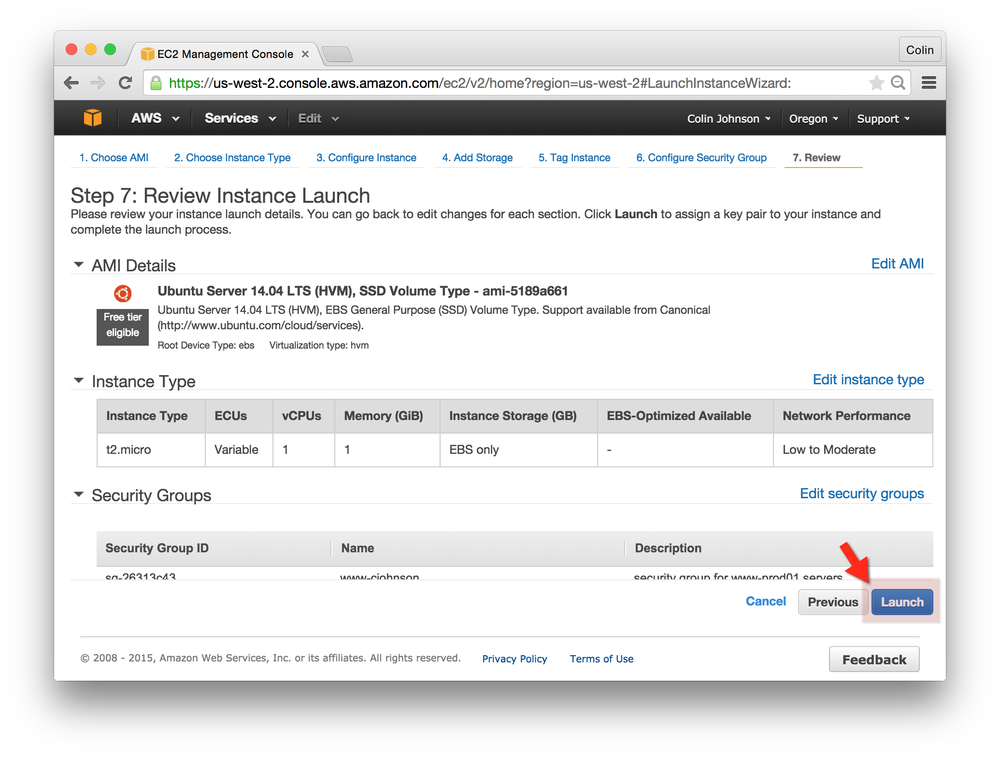 EC2 Management Console
Colin
https://us-west-2.console.aws.amazon.com/ec2/v2/home?region=us-west-2#LaunchInstanceWizard:
AWS Services Edit Colin Johnson Oregon Support
1. Choose AMI 2. Choose Instance Type 3. Configure Instance 4. Add Storage 5. Tag Instance 6. Configure Security Group 7. Review
Step 7: Review Instance Launch
Please review your instance launch details. You can go back to edit changes for each section. Click Launch to assign a key pair to your instance and
complete the launch process.
AMI Details Edit AMI
Ubuntu Server 14.04 LTS (HVM), SSD Volume Type - ami-5189a661
Free tier
eligible
Ubuntu Server 14.04 LTS (HVM), EBS General Purpose (SSD) Volume Type. Support available from Canonical
(http://www.ubuntu.com/cloud/services).
Root Device Type: ebs Virtualization type: hvm
Instance Type Edit instance type
Instance Type ECUs vCPUs Memory (GiB) Instance Storage (GB) EBS-Optimized Available Network Performance
t2.micro Variable 1 1 EBS only - Low to Moderate
Security Groups Edit security groups
Security Group ID Name Description
sg-26313c43 www-cjohnson security group for www-prod01 servers
Cancel Previous Launch
© 2008 - 2015, Amazon Web Services, Inc. or its affiliates. All rights reserved. Privacy Policy Terms of Use Feedback